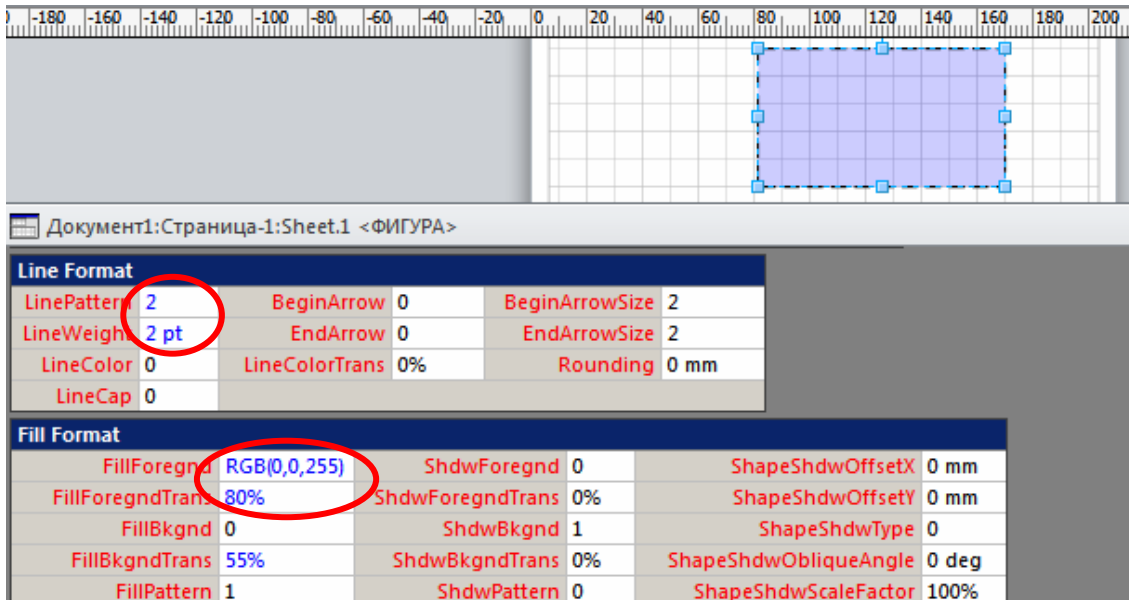 -180 -160 -140 -120 -100 -80 -60 -40 -20 0 20 40 60 80 100 120 140 160 180 200
Документ1:Страница-1:Sheet.1 <ФИГУРА>
Line Format
LinePattern 2 BeginArrow 0 BeginArrowSize 2
LineWeight 2 pt EndArrow 0 EndArrowSize 2
LineColor 0 LineColorTrans 0% Rounding 0 mm
LineCap 0
Fill Format
FillForegnd RGB(0,0,255) ShdwForegnd 0 ShapeShdwOffsetX 0 mm
FillForegndTrans 80% ShdwForegndTrans 0% ShapeShdwOffsetY 0 mm
FillBkgnd 0 ShdwBkgnd 1 ShapeShdwType 0
FillBkgndTrans 55% ShdwBkgndTrans 0% ShapeShdwObliqueAngle 0 deg
FillPattern 1 ShdwPattern 0 ShapeShdwScaleFactor 100%